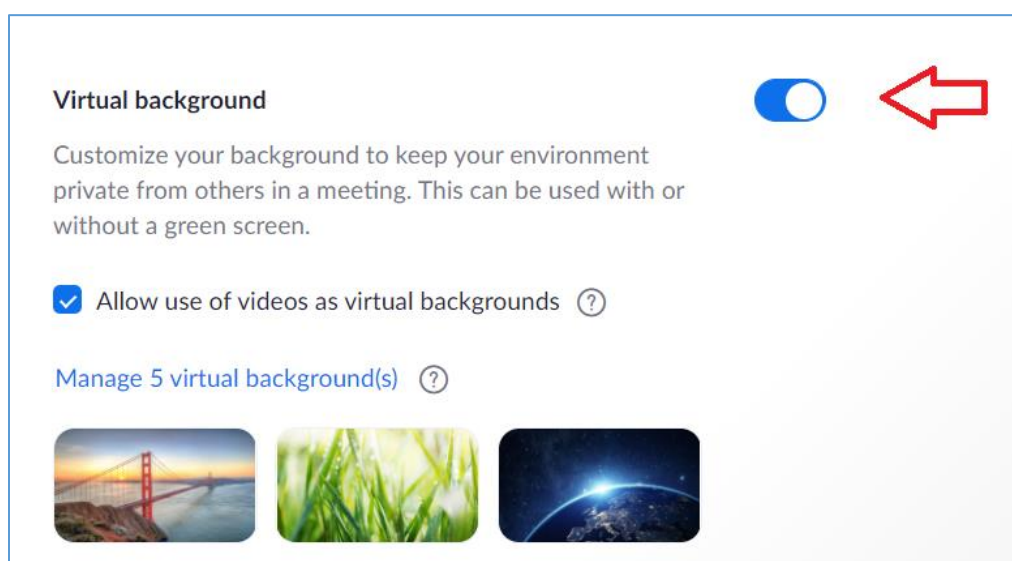 Virtual background
Customize your background to keep your environment
private from others in a meeting. This can be used with or
without a green screen.
Allow use of videos as virtual backgrounds ?
Manage 5 virtual background(s) ?